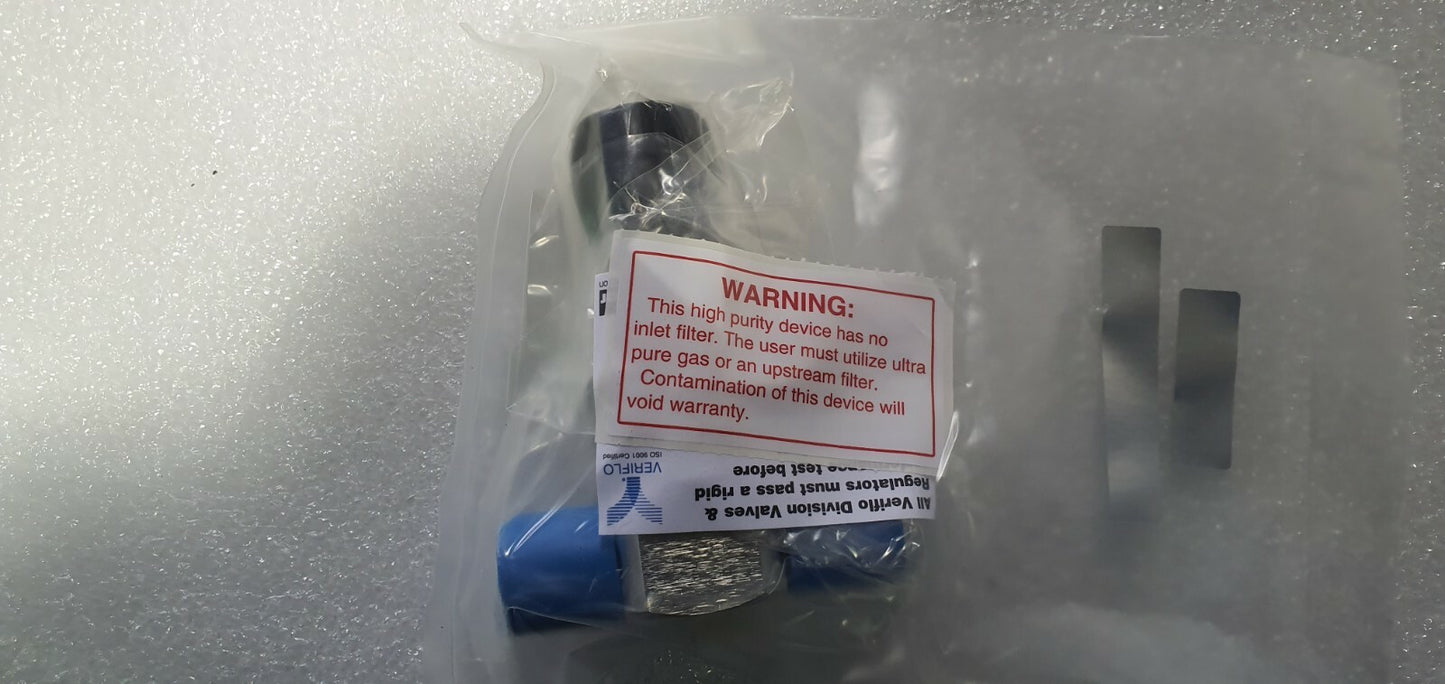 WARNING:
This high purity device has no
inlet filter. The user must utilize ultra
pure gas or an upstream filter.
Contamination of this device will
void warranty.
All Veriflo Division Valves &
Regulators must pass a rigid
test before
VERIFLO
ISO 9001 Certified
on